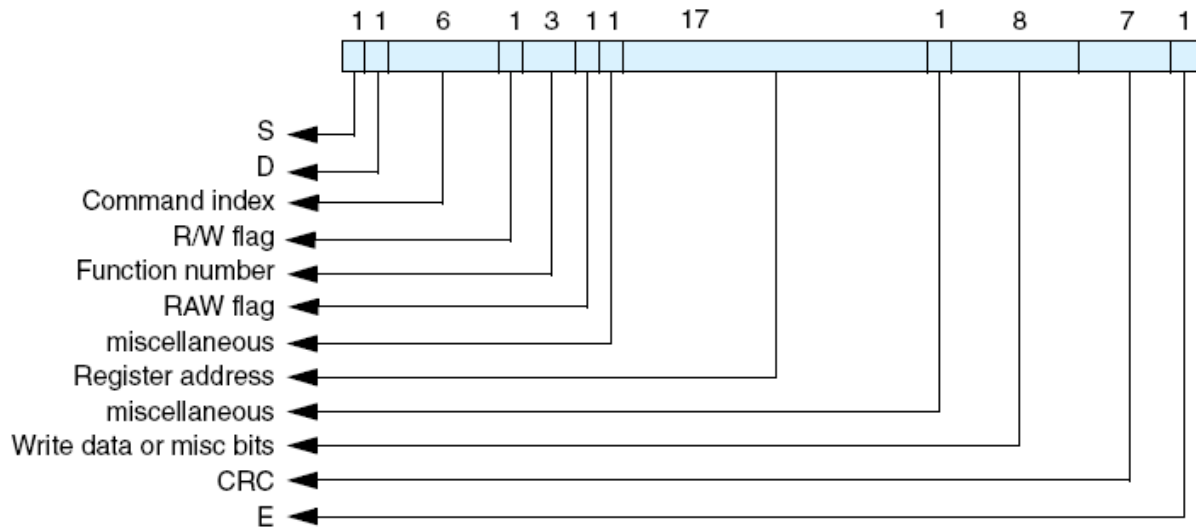 1 1 6 1 3 1 1 17 1 8 7 1
S
D
Command index
R/W flag
Function number
RAW flag
miscellaneous
Register address
miscellaneous
Write data or misc bits
CRC
E